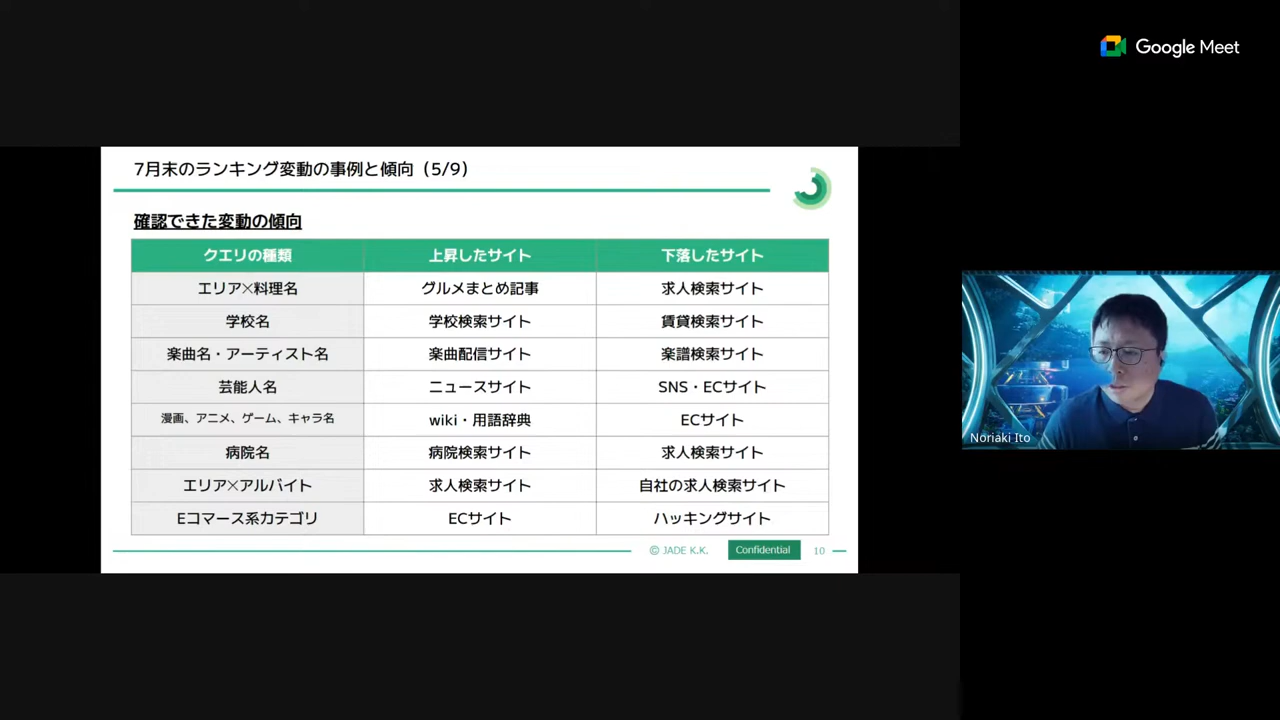 Google Meet
7月末のランキング変動の事例と傾向（5/9）
確認できた変動の傾向
クエリの種類 上昇したサイト 下落したサイト
エリア×料理名 グルメまとめ記事 求人検索サイト
学校名 学校検索サイト 賃貸検索サイト
楽曲名・アーティスト名 楽曲配信サイト 楽譜検索サイト
芸能人名 ニュースサイト SNS・ECサイト
漫画、アニメ、ゲーム、キャラ名 wiki・用語辞典 ECサイト
病院名 病院検索サイト 求人検索サイト
エリア×アルバイト 求人検索サイト 自社の求人検索サイト
Eコマース系カテゴリ ECサイト ハッキングサイト
© JADE K.K. Confidential 10
Noriaki Ito